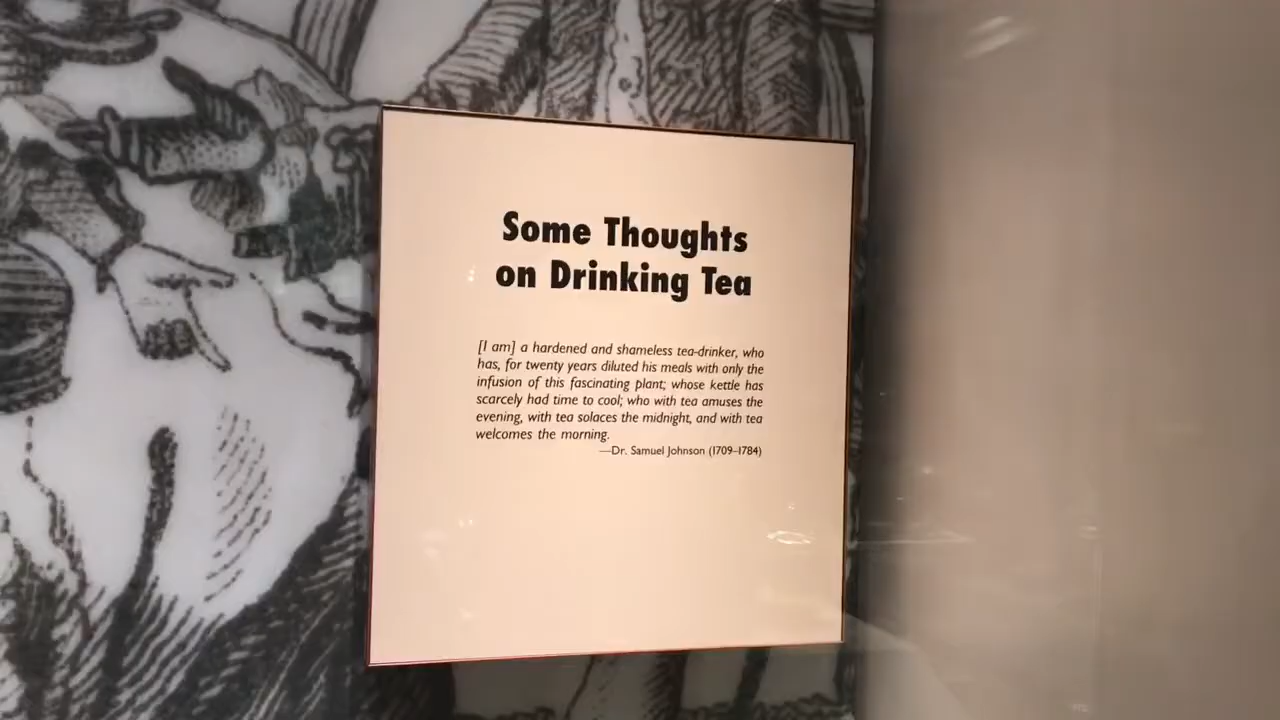 Some Thoughts
on Drinking Tea
[I am] a hardened and shameless tea-drinker, who
has, for twenty years diluted his meals with only the
infusion of this fascinating plant; whose kettle has
scarcely had time to cool; who with tea amuses the
evening, with tea solaces the midnight, and with tea
welcomes the morning.
—Dr. Samuel Johnson (1709–1784)